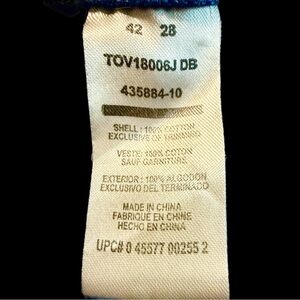 42 28
TOV18006J DB
435884-10
SHELL: 100% COTTON
EXCLUSIVE OF TRIMMING
VESTE: 100% COTON
SAUF GARNITURE
EXTERIOR: 100% ALGODON
EXCLUSIVO DEL TERMINADO
MADE IN CHINA
FABRIQUÉ EN CHINE
HECHO EN CHINA
UPC# 0 45577 00255 2